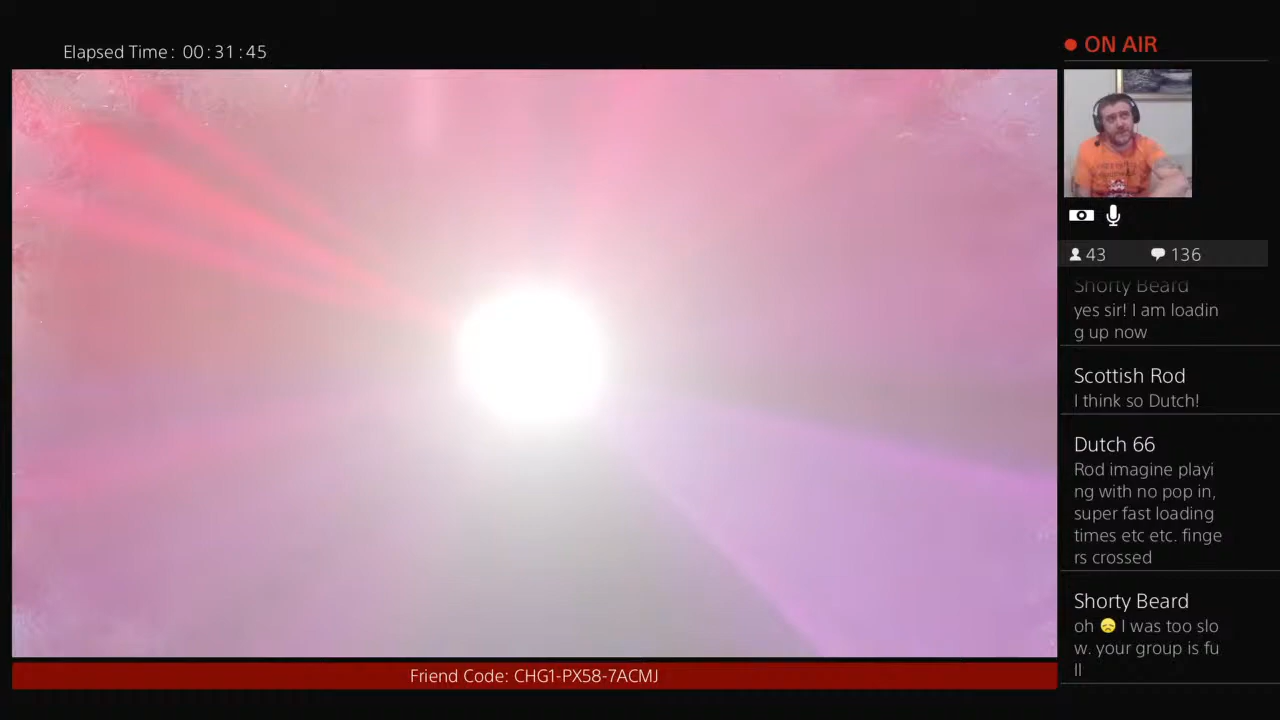 Elapsed Time: 00:31:45
ON AIR
43 136
Shorty Beard
yes sir! I am loadin
g up now
Scottish Rod
I think so Dutch!
Dutch 66
Rod imagine playi
ng with no pop in,
super fast loading
times etc etc. finge
rs crossed
Shorty Beard
oh 😞 I was too slo
w. your group is fu
ll
Friend Code: CHG1-PX58-7ACMJ